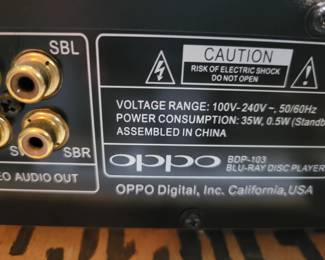 SBL
CAUTION
RISK OF ELECTRIC SHOCK
DO NOT OPEN
VOLTAGE RANGE: 100V-240V ~, 50/60Hz
POWER CONSUMPTION: 35W, 0.5W (Standb
ASSEMBLED IN CHINA
SBR
oppo BDP-103
BLU-RAY DISC PLAYER
AUDIO OUT
OPPO Digital, Inc. California, USA